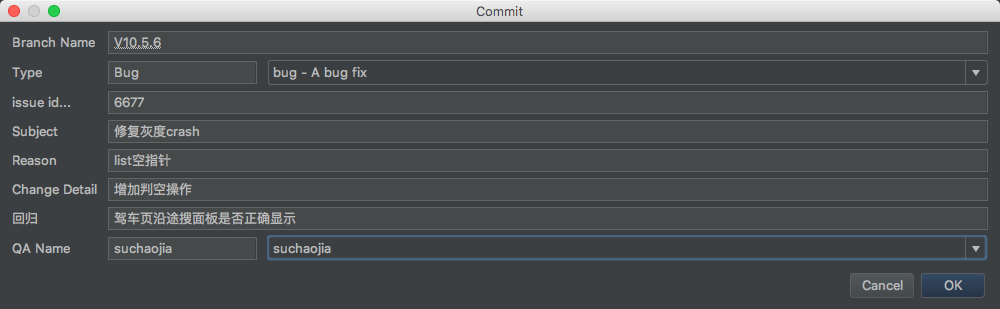 Commit
Branch Name V10.5.6
Type Bug bug - A bug fix
issue id... 6677
Subject 修复灰度crash
Reason list空指针
Change Detail 增加判空操作
回归 驾车页沿途搜面板是否正确显示
QA Name suchaojia suchaojia
Cancel OK